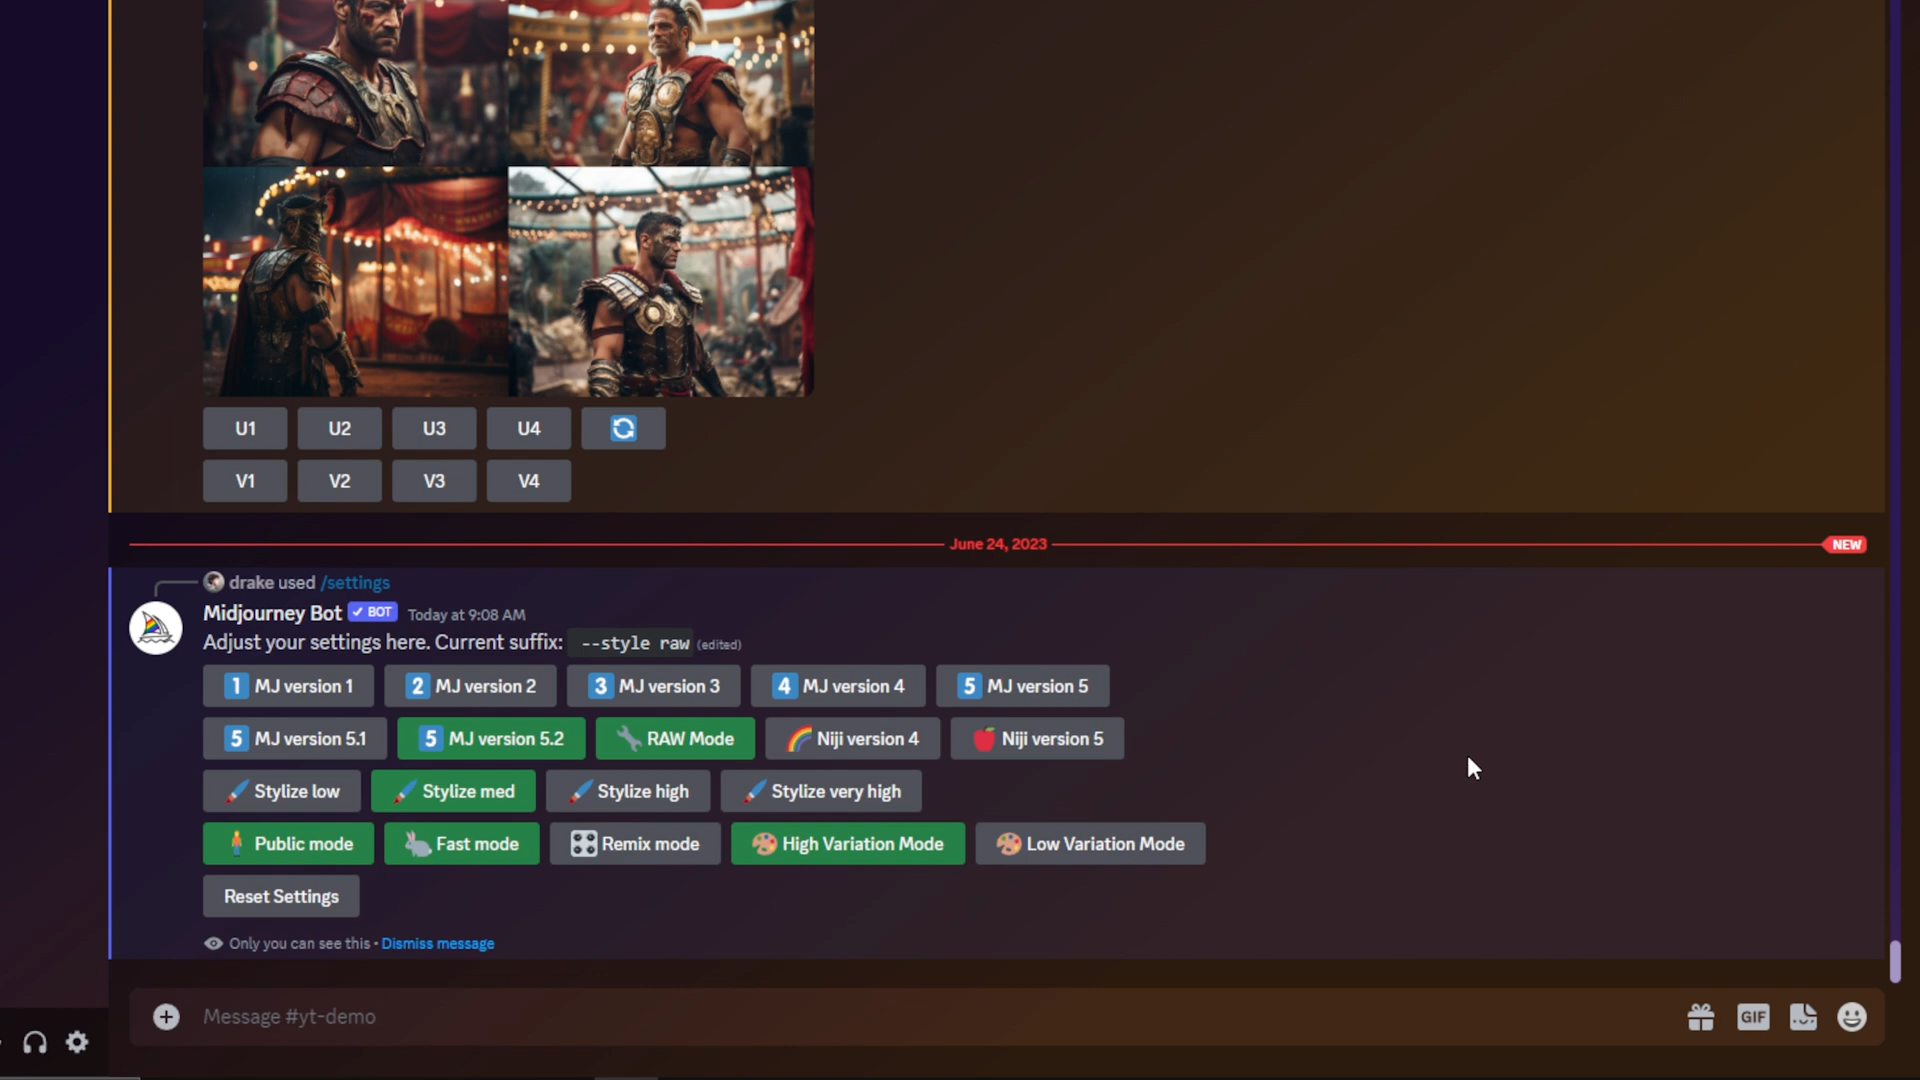 U1 U2 U3 U4
V1 V2 V3 V4
June 24, 2023 NEW
drake used /settings
Midjourney Bot ✓ BOT Today at 9:08 AM
Adjust your settings here. Current suffix: --style raw (edited)
1 MJ version 1 2 MJ version 2 3 MJ version 3 4 MJ version 4 5 MJ version 5
5 MJ version 5.1 5 MJ version 5.2 RAW Mode Niji version 4 Niji version 5
Stylize low Stylize med Stylize high Stylize very high
Public mode Fast mode Remix mode High Variation Mode Low Variation Mode
Reset Settings
Only you can see this • Dismiss message
Message #yt-demo GIF